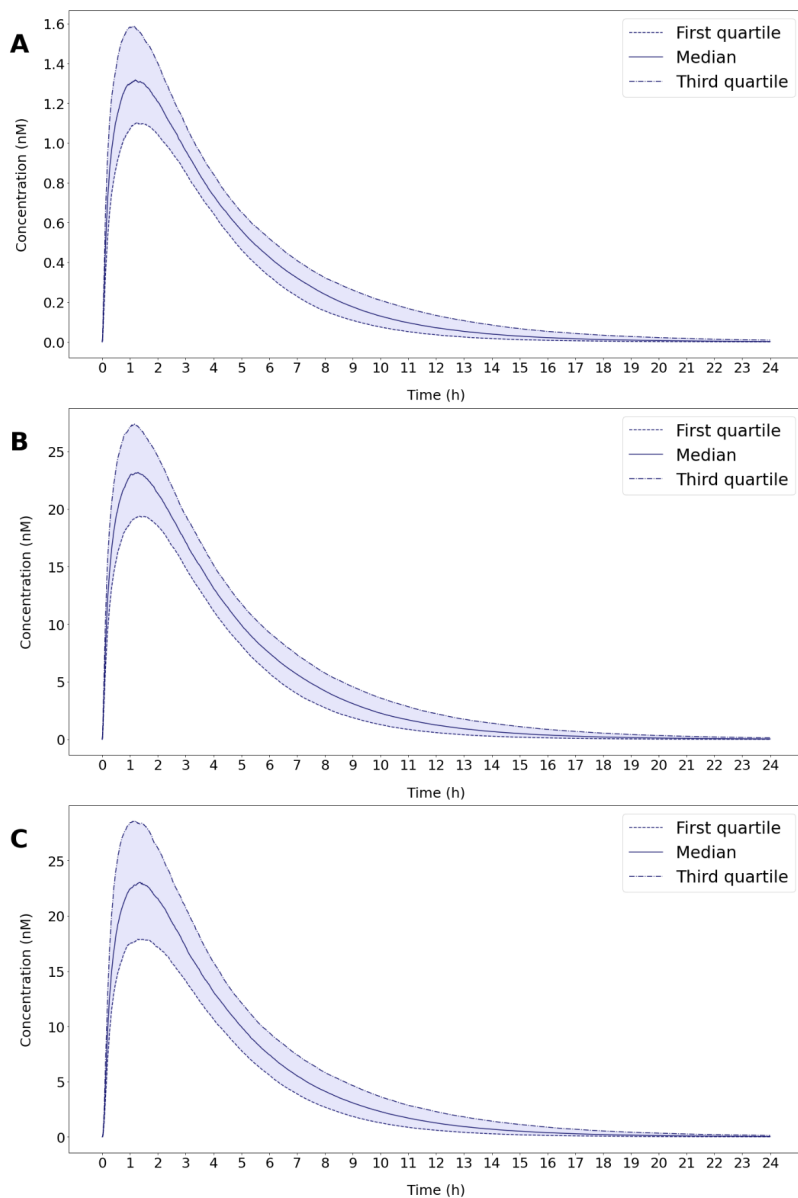 A
First quartile
Median
Third quartile
Concentration (nM)
1.6
1.4
1.2
1.0
0.8
0.6
0.4
0.2
0.0
0 1 2 3 4 5 6 7 8 9 10 11 12 13 14 15 16 17 18 19 20 21 22 23 24
Time (h)
B
First quartile
Median
Third quartile
Concentration (nM)
25
20
15
10
5
0
0 1 2 3 4 5 6 7 8 9 10 11 12 13 14 15 16 17 18 19 20 21 22 23 24
Time (h)
C
First quartile
Median
Third quartile
Concentration (nM)
25
20
15
10
5
0
0 1 2 3 4 5 6 7 8 9 10 11 12 13 14 15 16 17 18 19 20 21 22 23 24
Time (h)